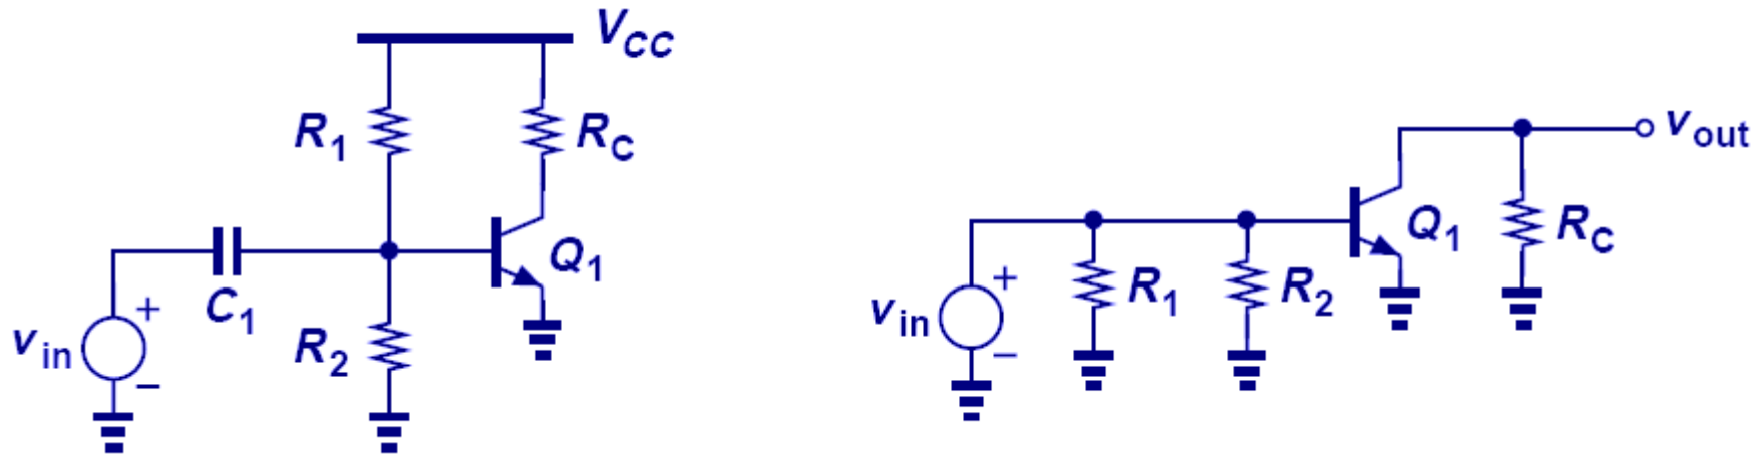 V_CC
R_1
R_C
Q_1
C_1
v_in
+
−
R_2
v_out
Q_1
R_C
R_1
R_2
v_in
+
−